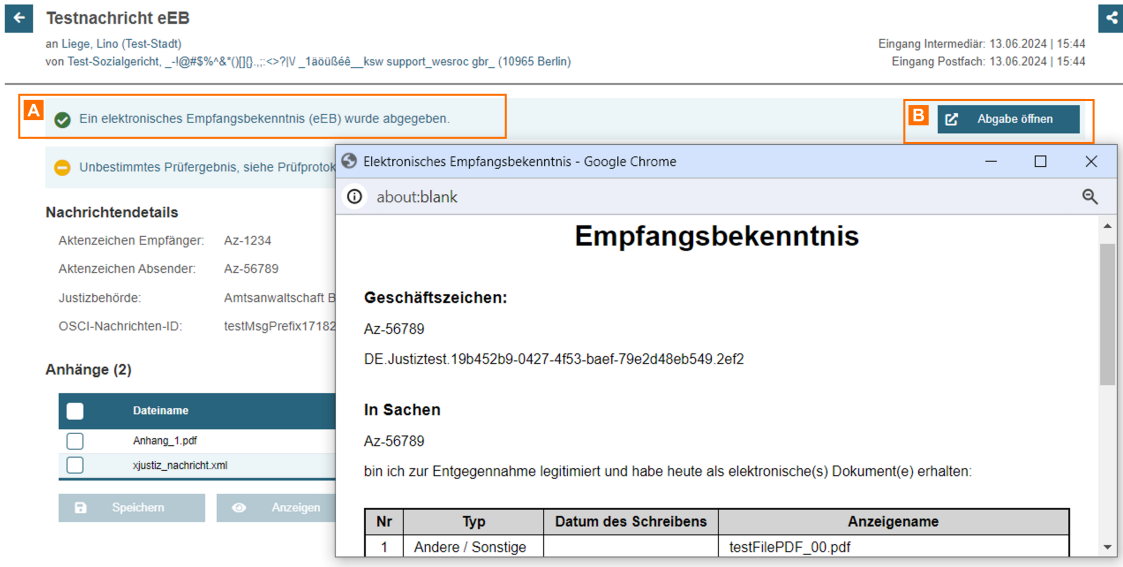 Testnachricht eEB
an Liege, Lino (Test-Stadt)
von Test-Sozialgericht, _-!@#$%^&*()[]{}.,;:<>?|\/ _1äöüßéê__ksw support_wesroc gbr_ (10965 Berlin)
Eingang Intermediär: 13.06.2024 | 15:44
Eingang Postfach: 13.06.2024 | 15:44
A
Ein elektronisches Empfangsbekenntnis (eEB) wurde abgegeben.
B
Abgabe öffnen
Unbestimmtes Prüfergebnis, siehe Prüfprotok
Nachrichtendetails
Aktenzeichen Empfänger: Az-1234
Aktenzeichen Absender: Az-56789
Justizbehörde: Amtsanwaltschaft B
OSCI-Nachrichten-ID: testMsgPrefix17182
Anhänge (2)
Dateiname
Anhang_1.pdf
xjustiz_nachricht.xml
Speichern Anzeigen
Elektronisches Empfangsbekenntnis - Google Chrome
about:blank
Empfangsbekenntnis
Geschäftszeichen:
Az-56789
DE.Justiztest.19b452b9-0427-4f53-baef-79e2d48eb549.2ef2
In Sachen
Az-56789
bin ich zur Entgegennahme legitimiert und habe heute als elektronische(s) Dokument(e) erhalten:
Nr Typ Datum des Schreibens Anzeigename
1 Andere / Sonstige testFilePDF_00.pdf